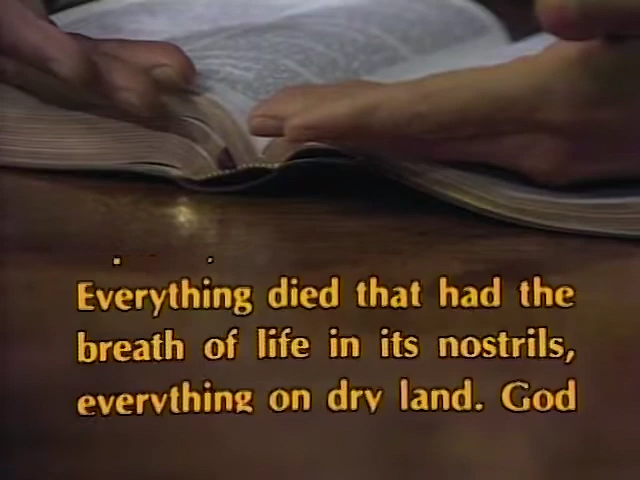 Everything died that had the
breath of life in its nostrils,
everything on dry land. God